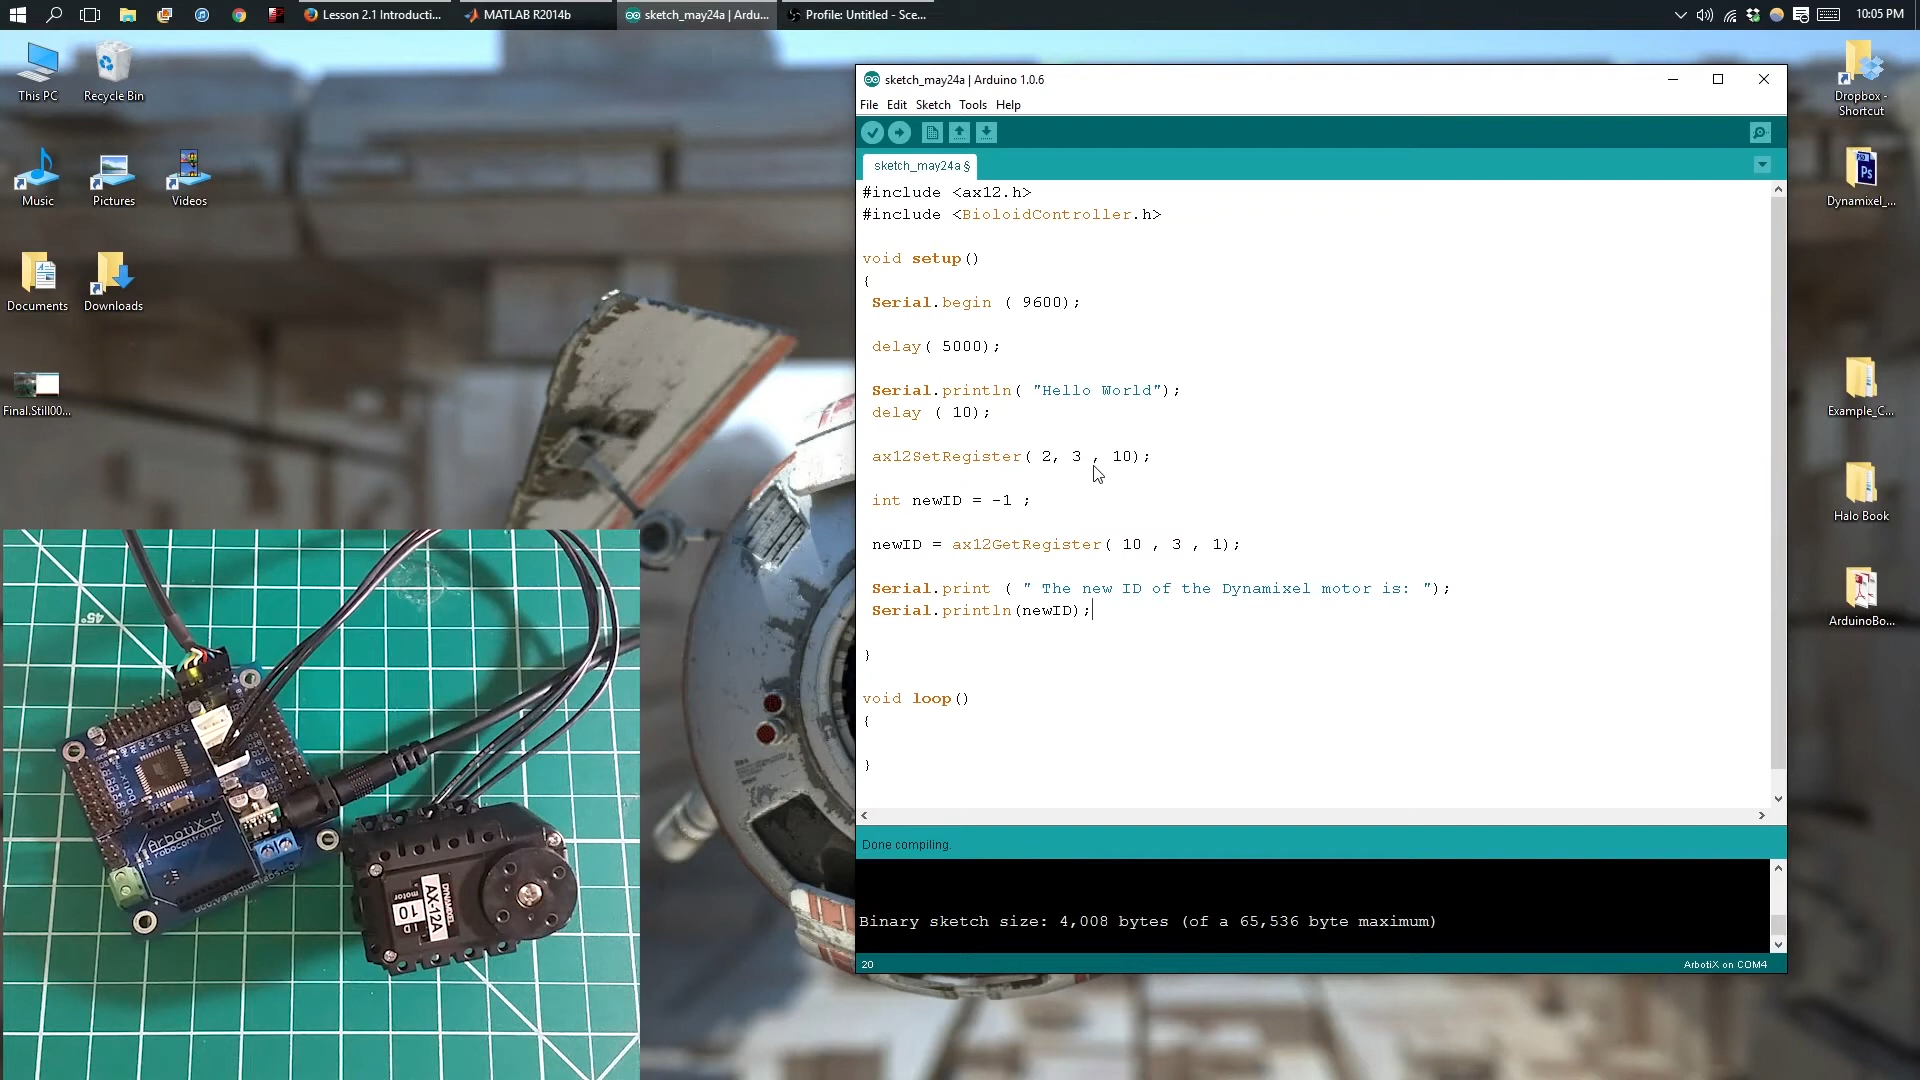 Lesson 2.1 Introducti...
MATLAB R2014b
sketch_may24a | Ardu...
Profile: Untitled - Sce...
10:05 PM
This PC
Recycle Bin
Music
Pictures
Videos
Documents
Downloads
Final.Still00...
Dropbox -
Shortcut
Dynamixel_...
Example_C...
Halo Book
ArduinoBo...
sketch_may24a | Arduino 1.0.6
File Edit Sketch Tools Help
sketch_may24a §
#include <ax12.h>
#include <BioloidController.h>
void setup()
{
Serial.begin ( 9600);
delay( 5000);
Serial.println( "Hello World");
delay ( 10);
ax12SetRegister( 2, 3 , 10);
int newID = -1 ;
newID = ax12GetRegister( 10 , 3 , 1);
Serial.print ( " The new ID of the Dynamixel motor is: ");
Serial.println(newID);
}
void loop()
{
}
Done compiling.
Binary sketch size: 4,008 bytes (of a 65,536 byte maximum)
20
ArbotiX on COM4
45°
ArbotiX-M
robocontroller
DYNAMIXEL
AX-12A
10
ID
motor